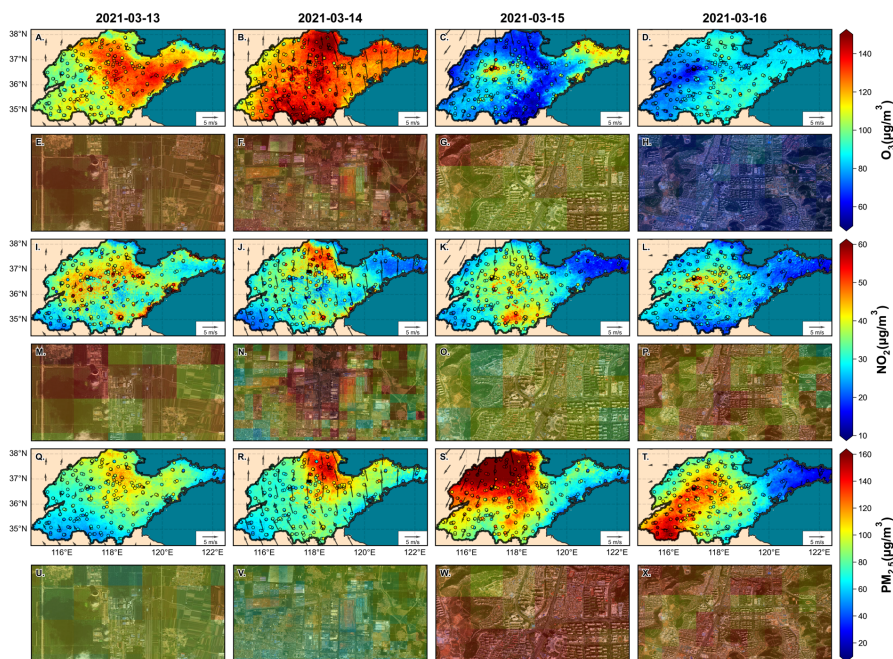 2021-03-13 2021-03-14 2021-03-15 2021-03-16
38°N
A. B. C. D.
37°N
36°N
35°N
5 m/s 5 m/s 5 m/s 5 m/s
140
120
100
80
60
O₃(μg/m³)
E. F. G. H.
38°N
I. J. K. L.
37°N
36°N
35°N
5 m/s 5 m/s 5 m/s 5 m/s
60
50
40
30
20
10
NO₂(μg/m³)
M. N. O. P.
38°N
Q. R. S. T.
37°N
36°N
35°N
5 m/s 5 m/s 5 m/s 5 m/s
116°E 118°E 120°E 122°E 116°E 118°E 120°E 122°E 116°E 118°E 120°E 122°E 116°E 118°E 120°E 122°E
160
140
120
100
80
60
40
20
PM₂.₅(μg/m³)
U. V. W. X.